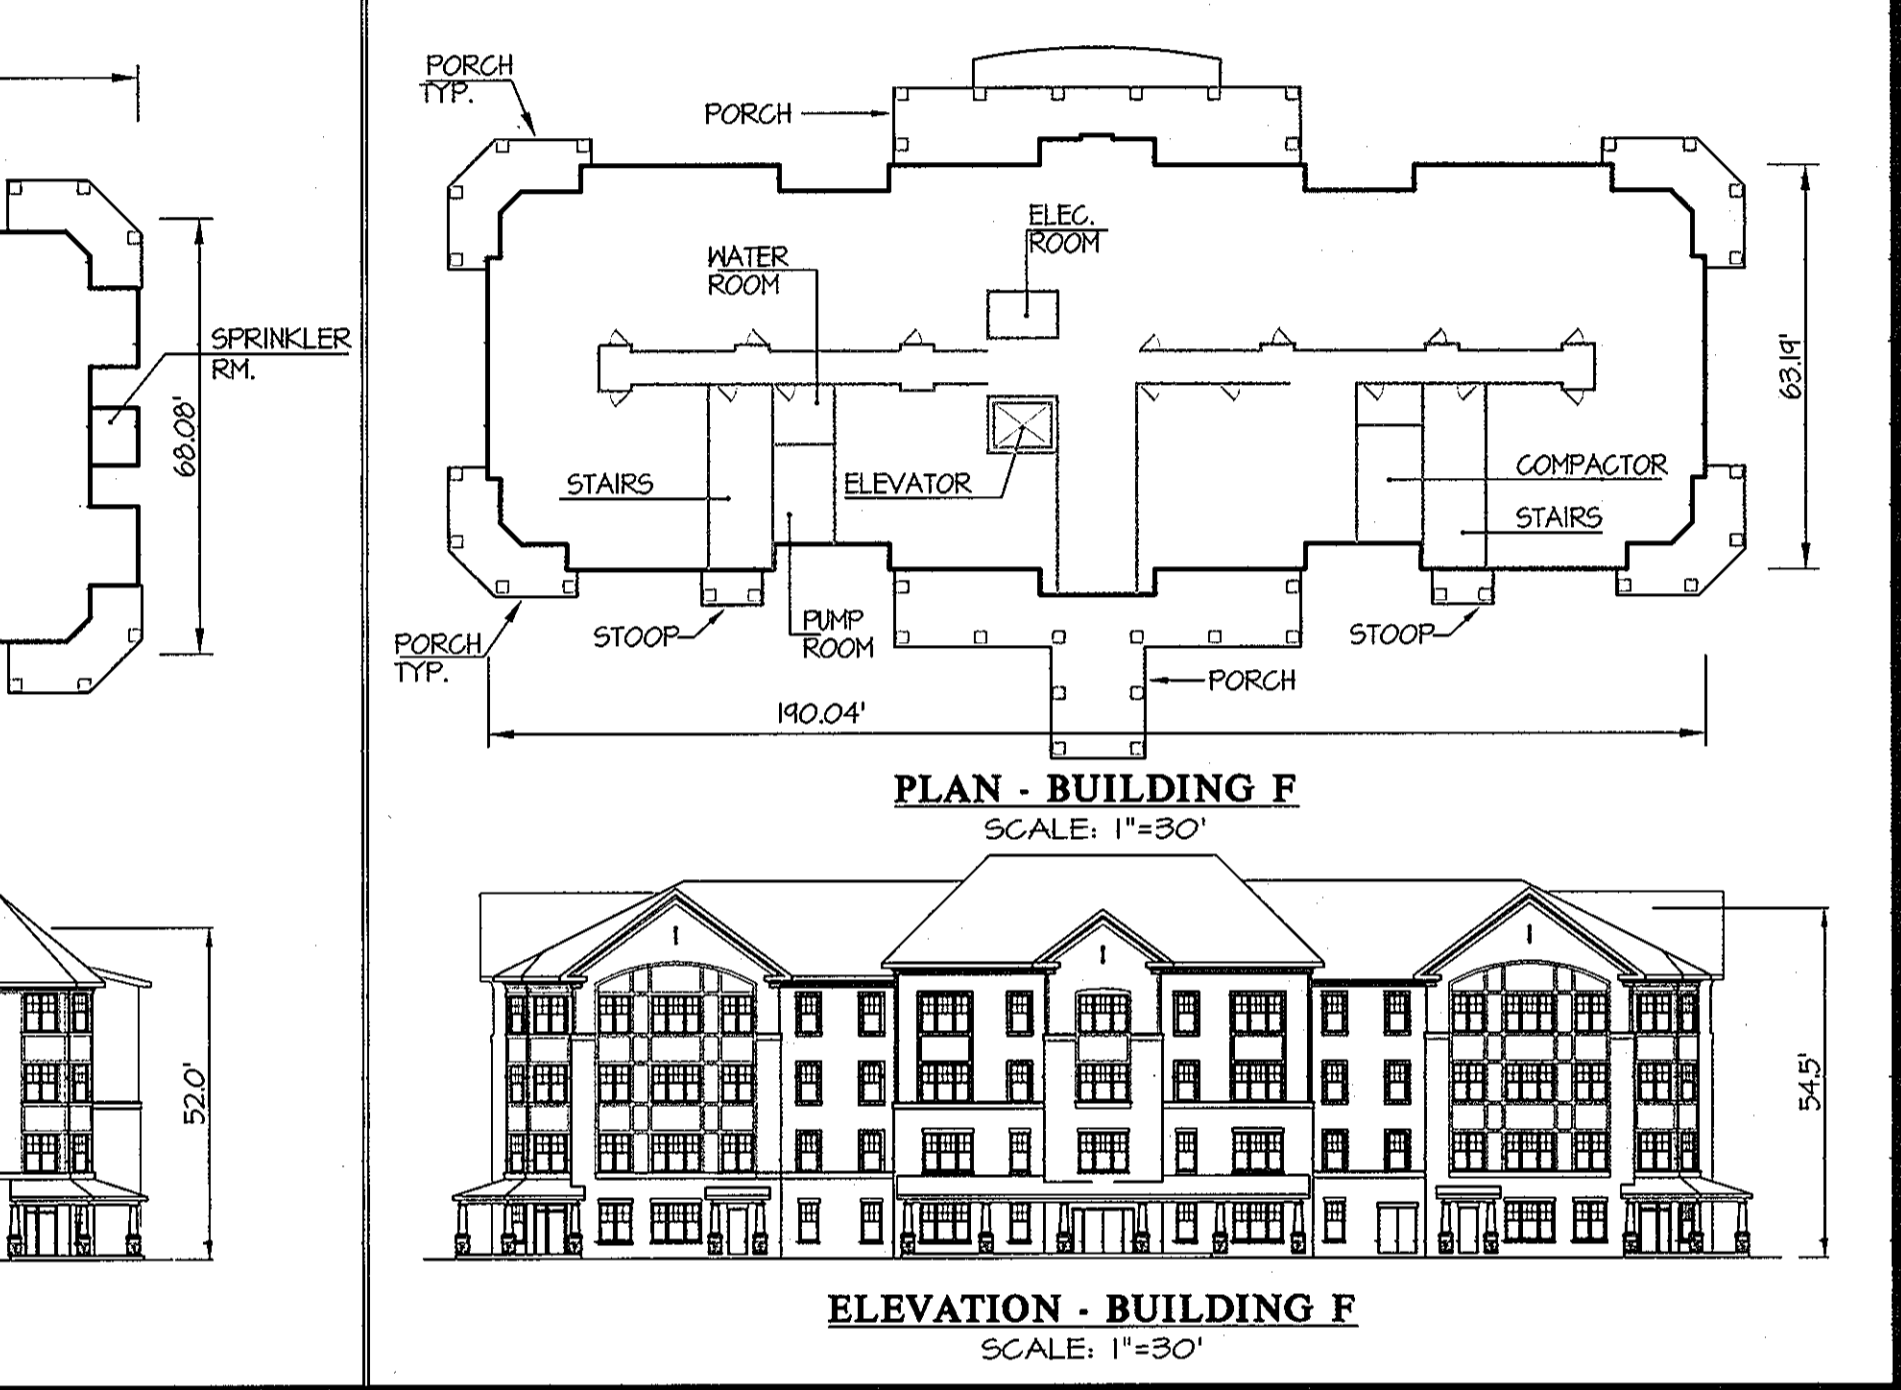 SPRINKLER
RM.
68.08'
52.0'
PORCH
TYP.
PORCH
ELEC.
ROOM
WATER
ROOM
63.19'
STAIRS
ELEVATOR
COMPACTOR
STAIRS
PORCH
TYP.
STOOP
PUMP
ROOM
STOOP
PORCH
190.04'
PLAN - BUILDING F
SCALE: 1"=30'
54.5'
ELEVATION - BUILDING F
SCALE: 1"=30'